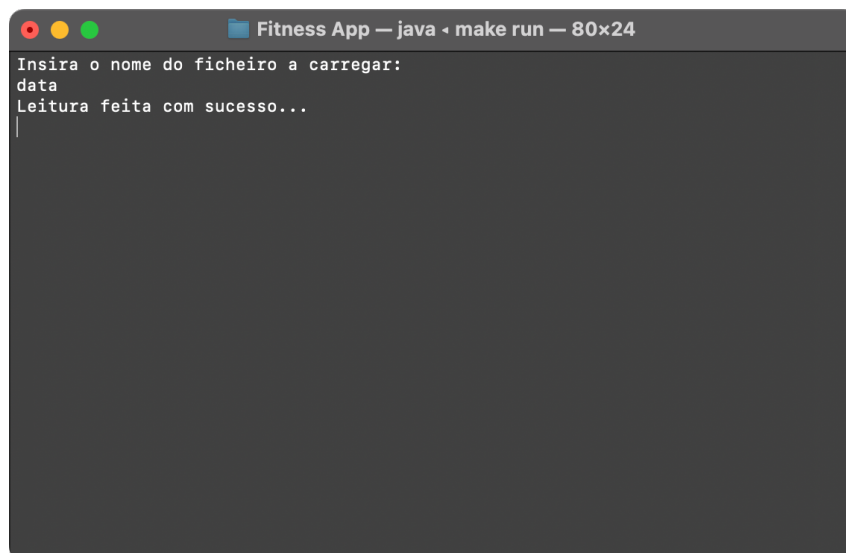 Fitness App — java ◂ make run — 80×24
Insira o nome do ficheiro a carregar:
data
Leitura feita com sucesso...